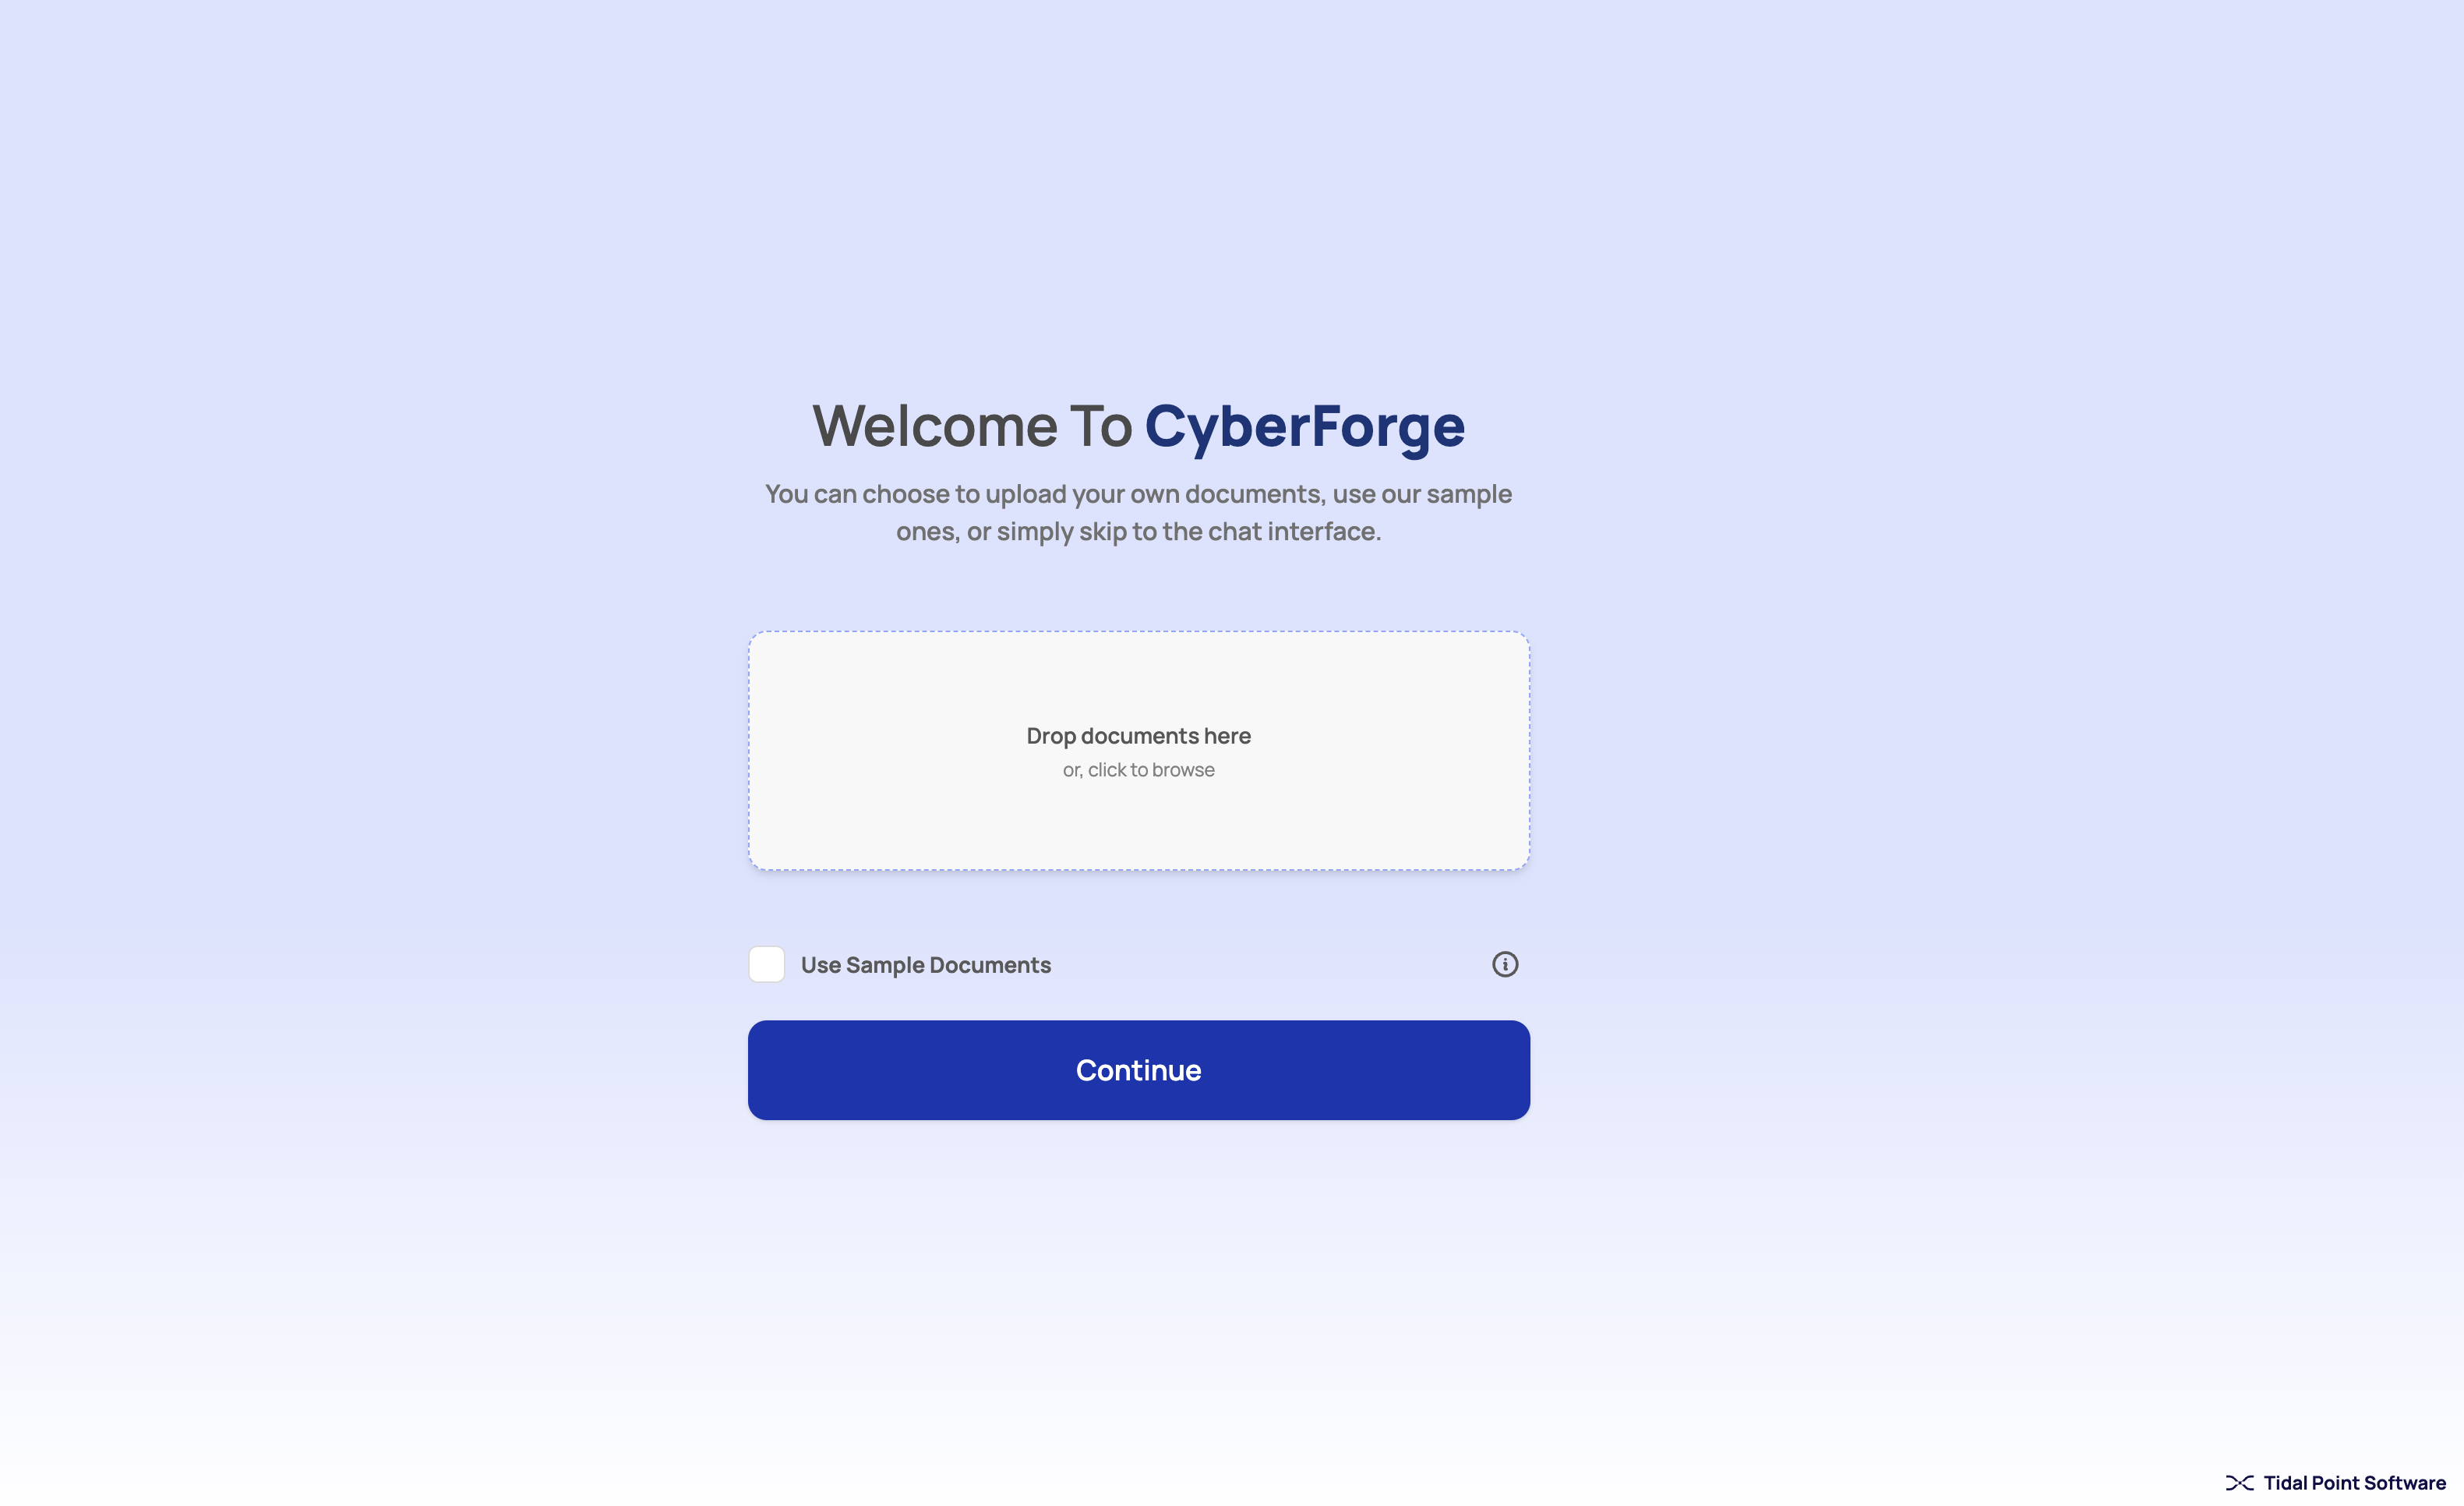 Welcome To CyberForge
You can choose to upload your own documents, use our sample
ones, or simply skip to the chat interface.
Drop documents here
or, click to browse
Use Sample Documents
Continue
Tidal Point Software